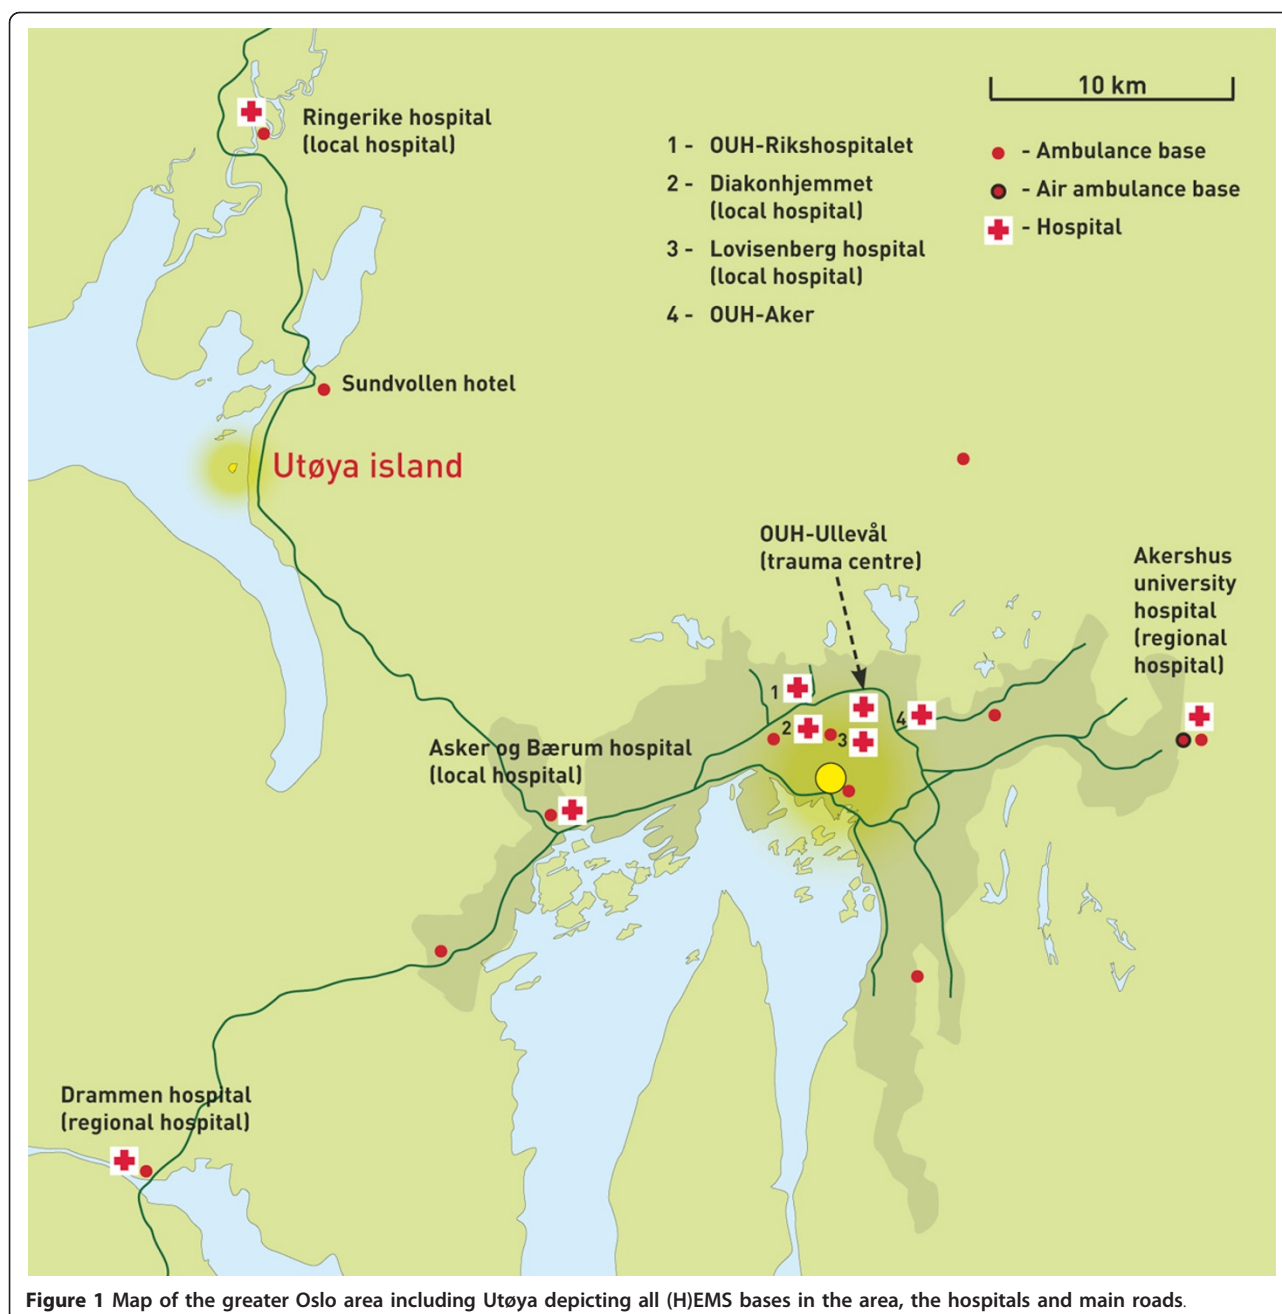 Ringerike hospital
(local hospital)
1 - OUH-Rikshospitalet
2 - Diakonhjemmet
(local hospital)
3 - Lovisenberg hospital
(local hospital)
4 - OUH-Aker
10 km
- Ambulance base
- Air ambulance base
- Hospital
Sundvollen hotel
Utøya island
OUH-Ullevål
(trauma centre)
Akershus
university
hospital
(regional
hospital)
1
2
3
4
Asker og Bærum hospital
(local hospital)
Drammen hospital
(regional hospital)
Figure 1 Map of the greater Oslo area including Utøya depicting all (H)EMS bases in the area, the hospitals and main roads.